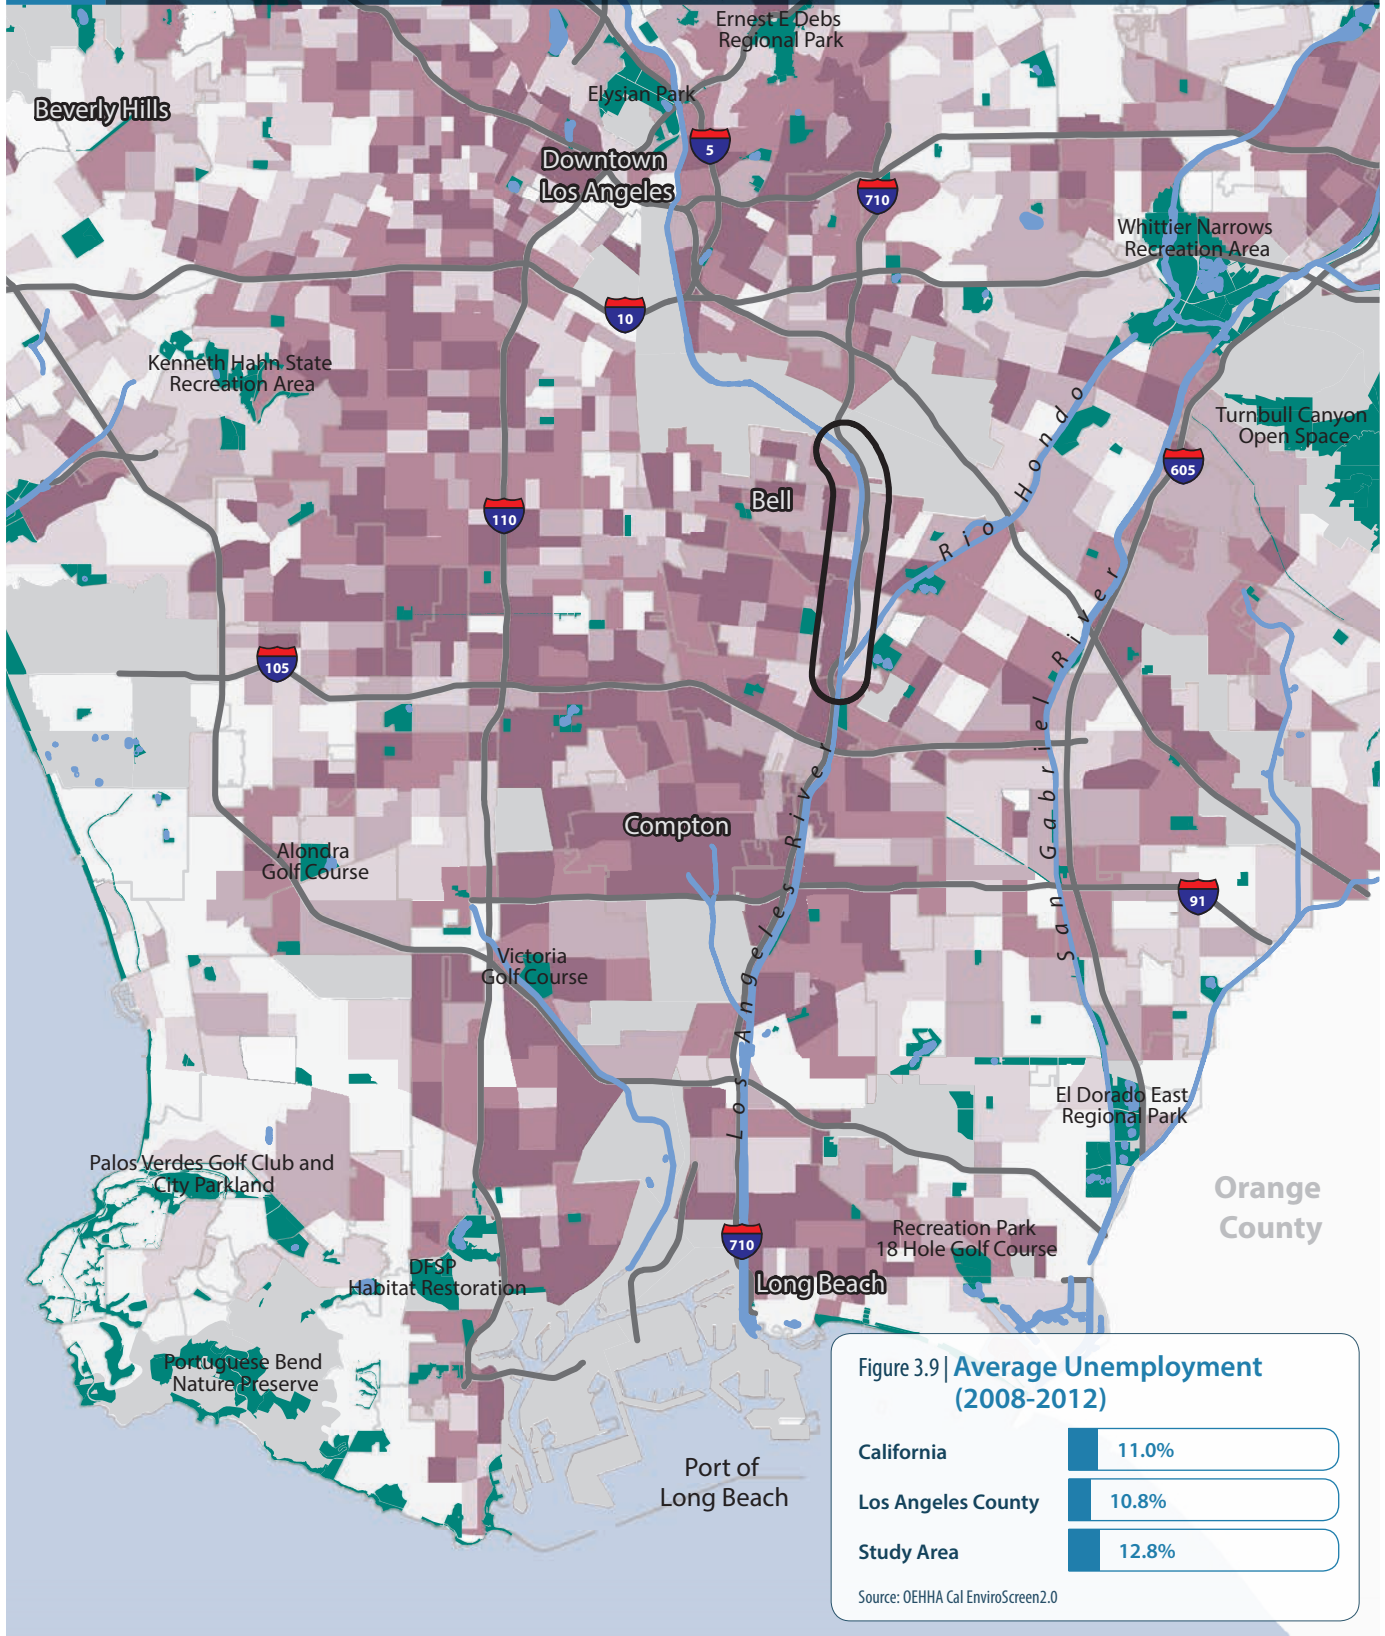 Ernest E Debs
Regional Park
Elysian Park
Beverly Hills
5
Downtown
Los Angeles
710
Whittier Narrows
Recreation Area
10
Kenneth Hahn State
Recreation Area
Turnbull Canyon
Open Space
605
Bell
110
Rio Hondo
105
San Gabriel River
Los Angeles River
Compton
Alondra
Golf Course
91
Victoria
Golf Course
El Dorado East
Regional Park
Palos Verdes Golf Club and
City Parkland
Orange
County
Recreation Park
18 Hole Golf Course
710
DFSP
Habitat Restoration
Long Beach
Portuguese Bend
Nature Preserve
Port of
Long Beach
Figure 3.9 | Average Unemployment
(2008-2012)
California 11.0%
Los Angeles County 10.8%
Study Area 12.8%
Source: OEHHA Cal EnviroScreen2.0